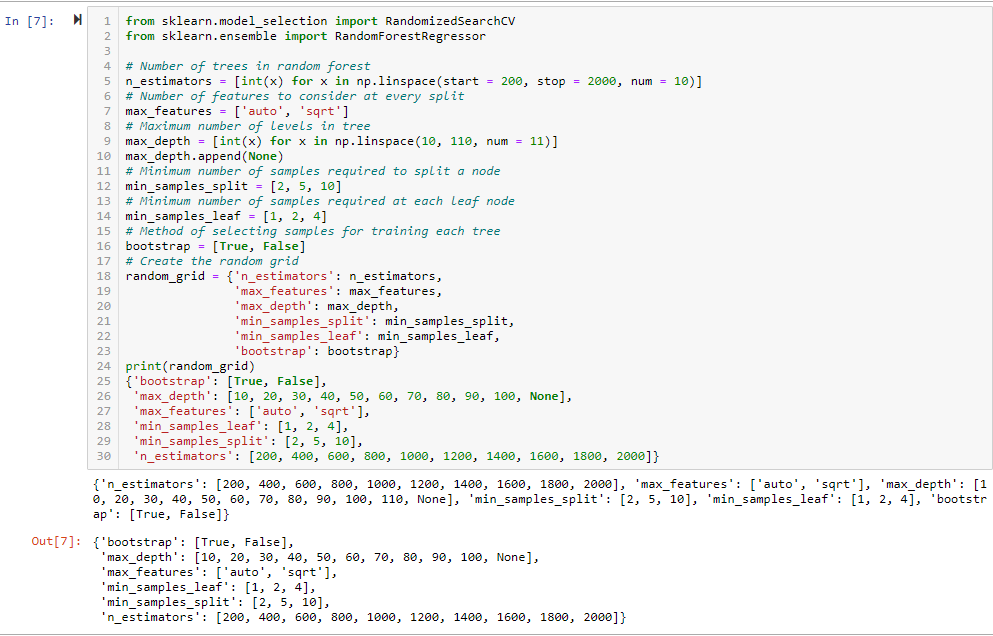 In [7]:
1 from sklearn.model_selection import RandomizedSearchCV
2 from sklearn.ensemble import RandomForestRegressor
3
4 # Number of trees in random forest
5 n_estimators = [int(x) for x in np.linspace(start = 200, stop = 2000, num = 10)]
6 # Number of features to consider at every split
7 max_features = ['auto', 'sqrt']
8 # Maximum number of levels in tree
9 max_depth = [int(x) for x in np.linspace(10, 110, num = 11)]
10 max_depth.append(None)
11 # Minimum number of samples required to split a node
12 min_samples_split = [2, 5, 10]
13 # Minimum number of samples required at each leaf node
14 min_samples_leaf = [1, 2, 4]
15 # Method of selecting samples for training each tree
16 bootstrap = [True, False]
17 # Create the random grid
18 random_grid = {'n_estimators': n_estimators,
19                'max_features': max_features,
20                'max_depth': max_depth,
21                'min_samples_split': min_samples_split,
22                'min_samples_leaf': min_samples_leaf,
23                'bootstrap': bootstrap}
24 print(random_grid)
25 {'bootstrap': [True, False],
26  'max_depth': [10, 20, 30, 40, 50, 60, 70, 80, 90, 100, None],
27  'max_features': ['auto', 'sqrt'],
28  'min_samples_leaf': [1, 2, 4],
29  'min_samples_split': [2, 5, 10],
30  'n_estimators': [200, 400, 600, 800, 1000, 1200, 1400, 1600, 1800, 2000]}
{'n_estimators': [200, 400, 600, 800, 1000, 1200, 1400, 1600, 1800, 2000], 'max_features': ['auto', 'sqrt'], 'max_depth': [1
0, 20, 30, 40, 50, 60, 70, 80, 90, 100, 110, None], 'min_samples_split': [2, 5, 10], 'min_samples_leaf': [1, 2, 4], 'bootstr
ap': [True, False]}
Out[7]: {'bootstrap': [True, False],
 'max_depth': [10, 20, 30, 40, 50, 60, 70, 80, 90, 100, None],
 'max_features': ['auto', 'sqrt'],
 'min_samples_leaf': [1, 2, 4],
 'min_samples_split': [2, 5, 10],
 'n_estimators': [200, 400, 600, 800, 1000, 1200, 1400, 1600, 1800, 2000]}